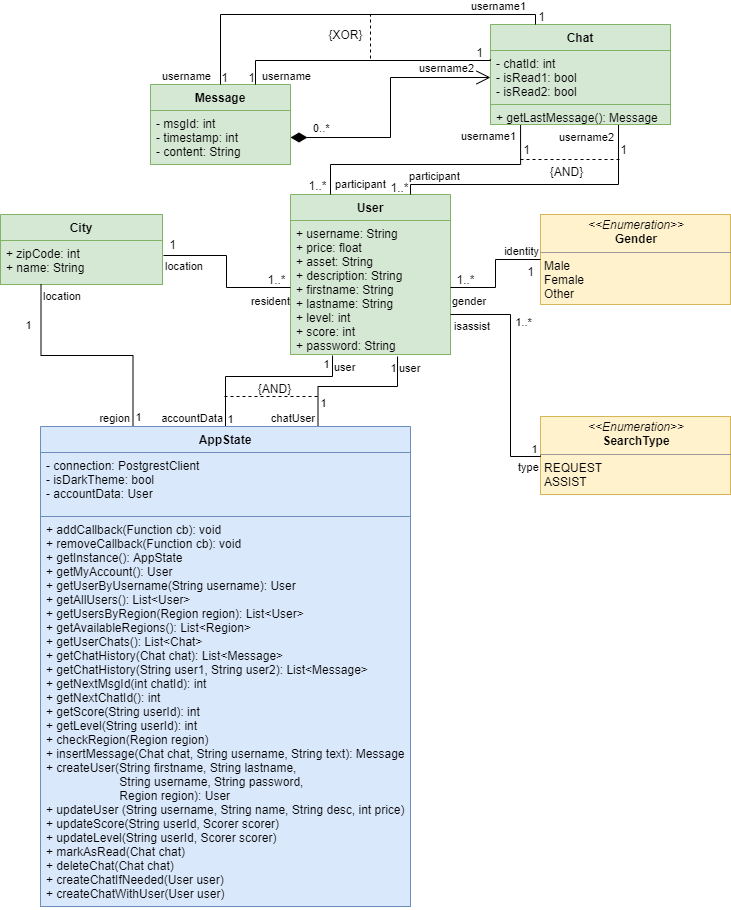 username1
1
{XOR}
Chat
- chatId: int
- isRead1: bool
- isRead2: bool
+ getLastMessage(): Message
1
username2
username
1
1
username
Message
- msgId: int
- timestamp: int
- content: String
0..*
username1
1
username2
1
{AND}
1..*
participant
participant
1..*
User
+ username: String
+ price: float
+ asset: String
+ description: String
+ firstname: String
+ lastname: String
+ level: int
+ score: int
+ password: String
City
+ zipCode: int
+ name: String
1
location
1..*
resident
location
1
<<Enumeration>>
Gender
Male
Female
Other
identity
1
1..*
gender
isassist
1..*
<<Enumeration>>
SearchType
REQUEST
ASSIST
1
type
1
user
1
user
{AND}
region
1
accountData
1
chatUser
1
AppState
- connection: PostgrestClient
- isDarkTheme: bool
- accountData: User
+ addCallback(Function cb): void
+ removeCallback(Function cb): void
+ getInstance(): AppState
+ getMyAccount(): User
+ getUserByUsername(String username): User
+ getAllUsers(): List<User>
+ getUsersByRegion(Region region): List<User>
+ getAvailableRegions(): List<Region>
+ getUserChats(): List<Chat>
+ getChatHistory(Chat chat): List<Message>
+ getChatHistory(String user1, String user2): List<Message>
+ getNextMsgId(int chatId): int
+ getNextChatId(): int
+ getScore(String userId): int
+ getLevel(String userId): int
+ checkRegion(Region region)
+ insertMessage(Chat chat, String username, String text): Message
+ createUser(String firstname, String lastname,
String username, String password,
Region region): User
+ updateUser (String username, String name, String desc, int price)
+ updateScore(String userId, Scorer scorer)
+ updateLevel(String userId, Scorer scorer)
+ markAsRead(Chat chat)
+ deleteChat(Chat chat)
+ createChatIfNeeded(User user)
+ createChatWithUser(User user)